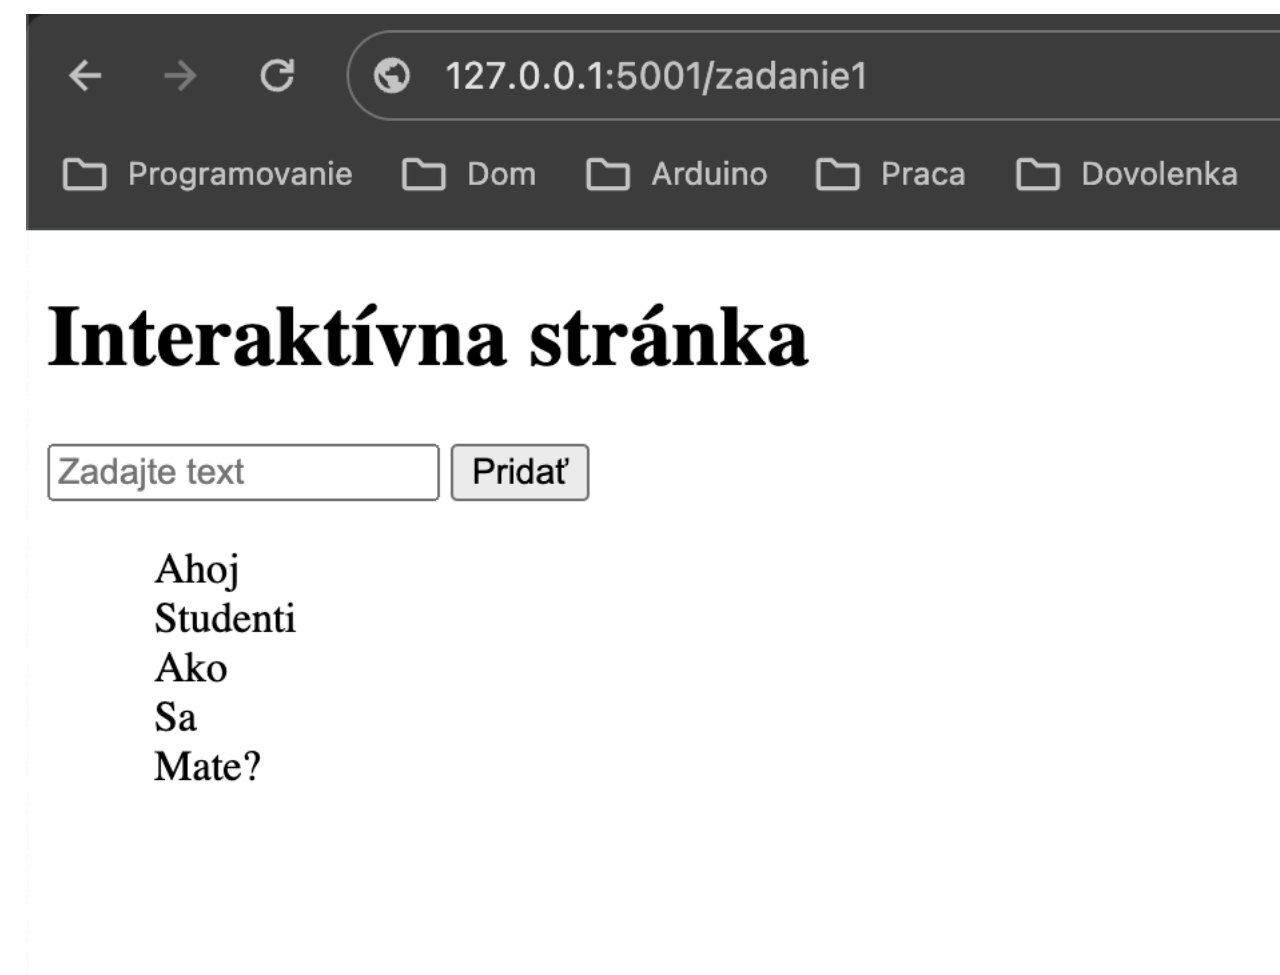 127.0.0.1:5001/zadanie1
Programovanie Dom Arduino Praca Dovolenka
Interaktívna stránka
Zadajte text Pridať
Ahoj
Studenti
Ako
Sa
Mate?